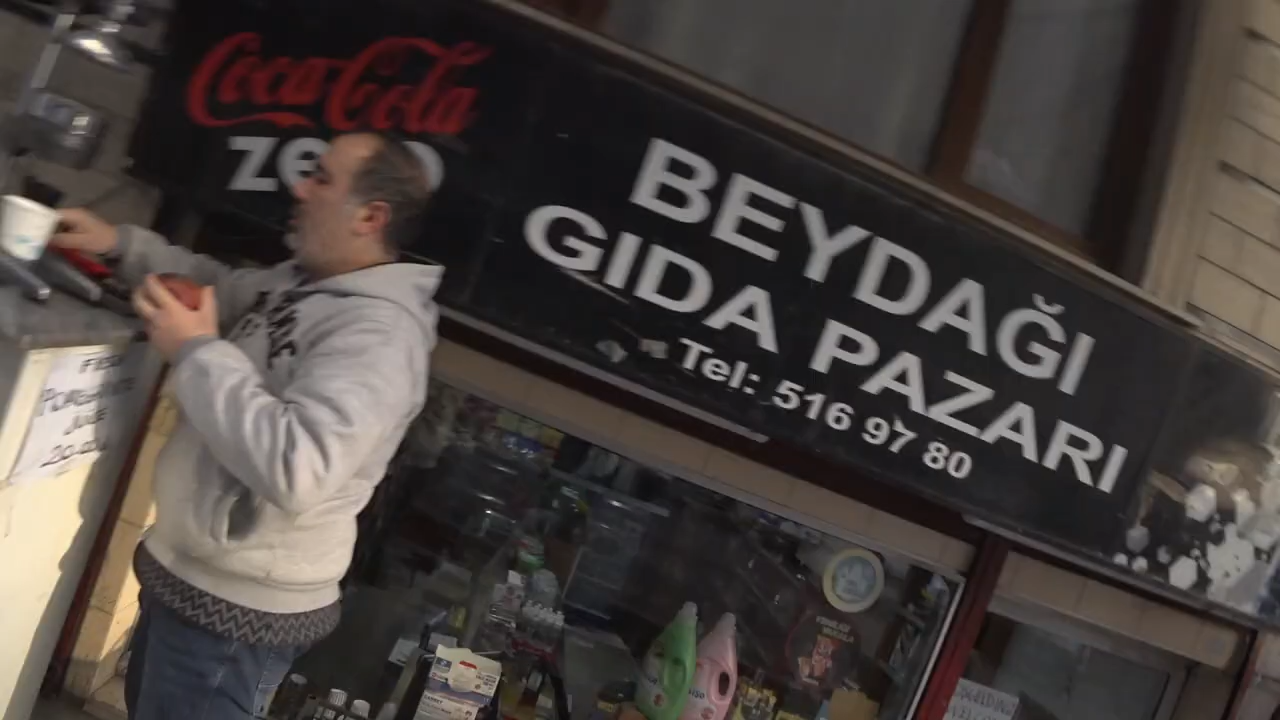 Coca-Cola
zero
BEYDAĞI
GIDA PAZARI
Tel: 516 97 80